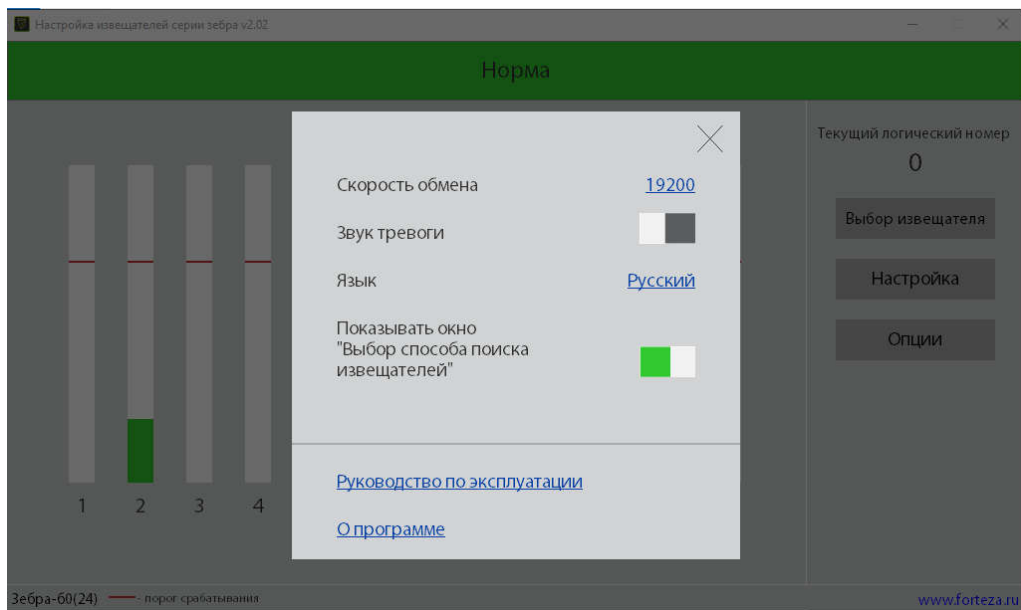 Настройка извещателей серии зебра v2.02
Норма
Текущий логический номер
0
Выбор извещателя
Настройка
Опции
Скорость обмена 19200
Звук тревоги
Язык Русский
Показывать окно
"Выбор способа поиска
извещателей"
Руководство по эксплуатации
О программе
1 2 3 4
Зебра-60(24) - порог срабатывания
www.forteza.ru